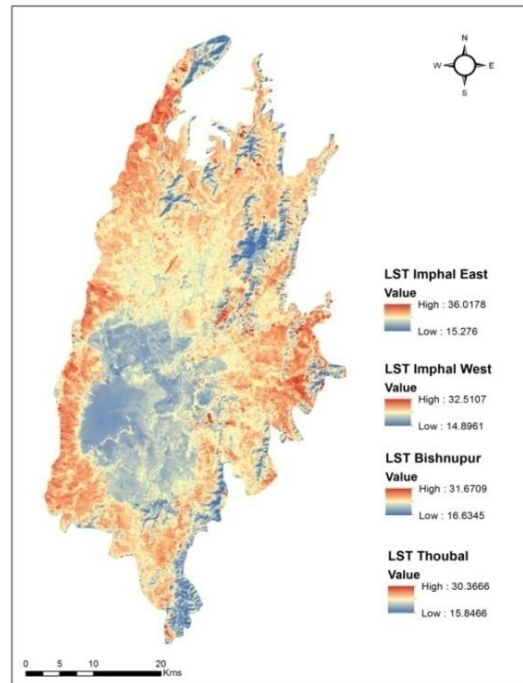 N
W E
S
LST Imphal East
Value
High : 36.0178
Low : 15.276
LST Imphal West
Value
High : 32.5107
Low : 14.8961
LST Bishnupur
Value
High : 31.6709
Low : 16.6345
LST Thoubal
Value
High : 30.3666
Low : 15.8466
0 5 10 20
Kms